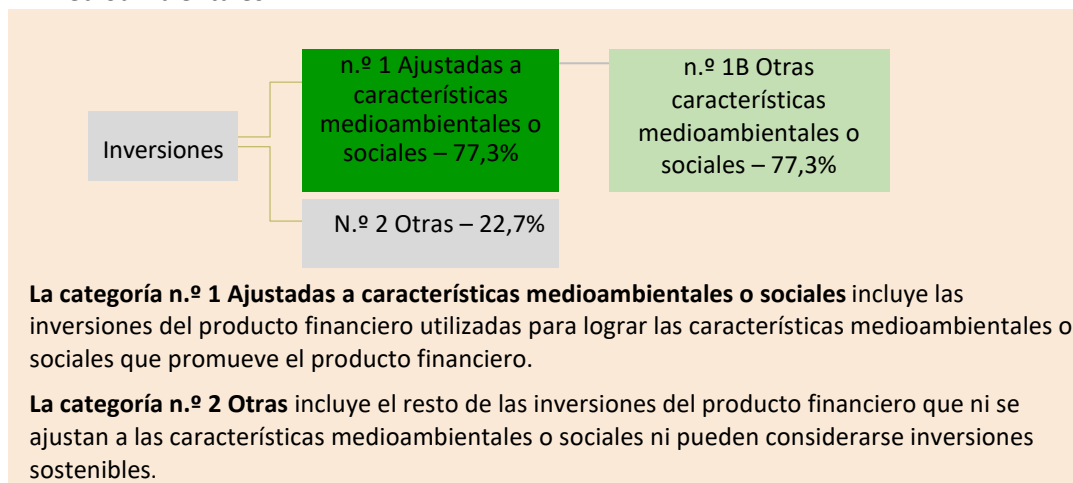 n.º 1 Ajustadas a
características
medioambientales o
sociales – 77,3%
n.º 1B Otras
características
medioambientales o
sociales – 77,3%
Inversiones
N.º 2 Otras – 22,7%
La categoría n.º 1 Ajustadas a características medioambientales o sociales incluye las
inversiones del producto financiero utilizadas para lograr las características medioambientales o
sociales que promueve el producto financiero.
La categoría n.º 2 Otras incluye el resto de las inversiones del producto financiero que ni se
ajustan a las características medioambientales o sociales ni pueden considerarse inversiones
sostenibles.